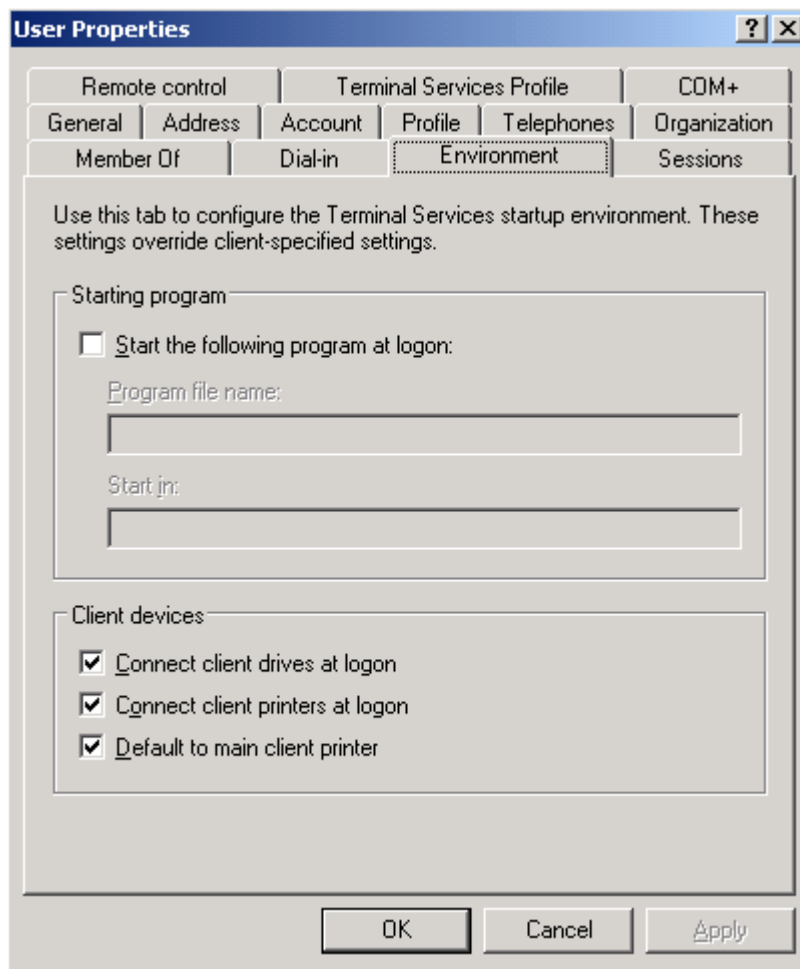 User Properties
Remote control Terminal Services Profile COM+
General Address Account Profile Telephones Organization
Member Of Dial-in Environment Sessions
Use this tab to configure the Terminal Services startup environment. These
settings override client-specified settings.
Starting program
Start the following program at logon:
Program file name:
Start in:
Client devices
Connect client drives at logon
Connect client printers at logon
Default to main client printer
OK Cancel Apply